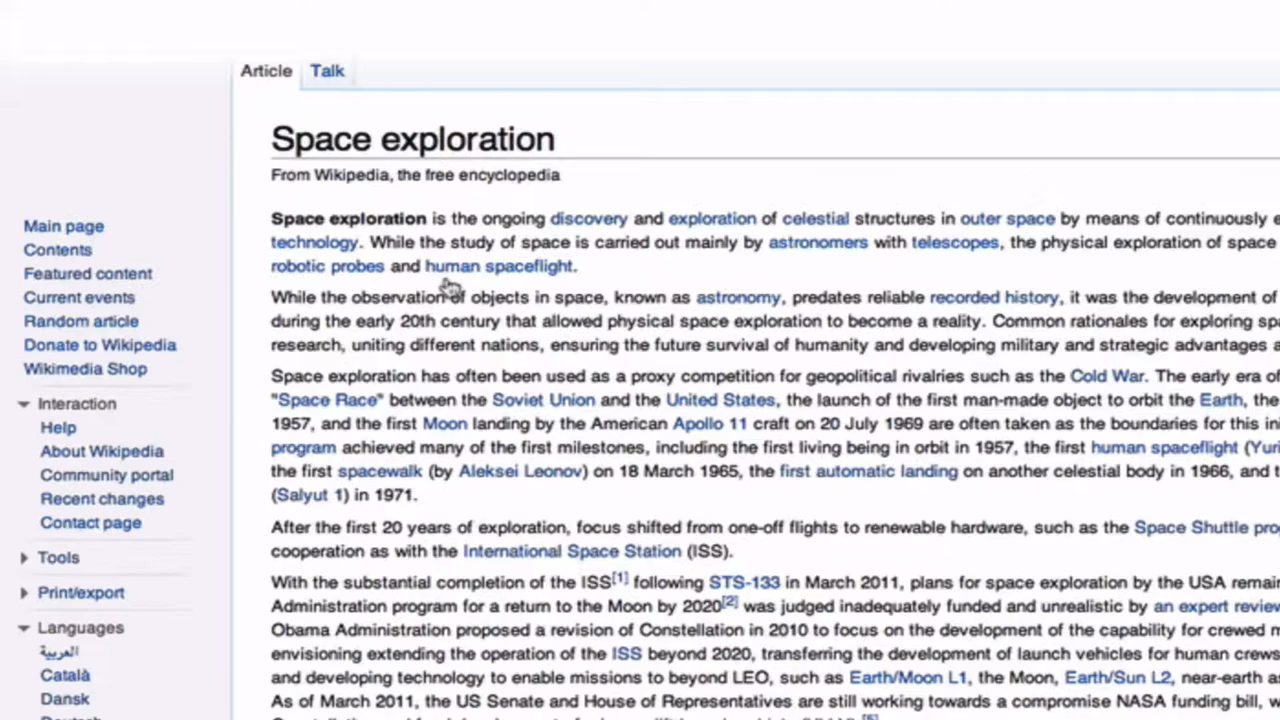 Article Talk
Space exploration
From Wikipedia, the free encyclopedia
Main page
Contents
Featured content
Current events
Random article
Donate to Wikipedia
Wikimedia Shop
Interaction
Help
About Wikipedia
Community portal
Recent changes
Contact page
Tools
Print/export
Languages
العربية
Català
Dansk
Space exploration is the ongoing discovery and exploration of celestial structures in outer space by means of continuously e
technology. While the study of space is carried out mainly by astronomers with telescopes, the physical exploration of space
robotic probes and human spaceflight.
While the observation of objects in space, known as astronomy, predates reliable recorded history, it was the development of
during the early 20th century that allowed physical space exploration to become a reality. Common rationales for exploring spa
research, uniting different nations, ensuring the future survival of humanity and developing military and strategic advantages a
Space exploration has often been used as a proxy competition for geopolitical rivalries such as the Cold War. The early era of
"Space Race" between the Soviet Union and the United States, the launch of the first man-made object to orbit the Earth, the
1957, and the first Moon landing by the American Apollo 11 craft on 20 July 1969 are often taken as the boundaries for this ini
program achieved many of the first milestones, including the first living being in orbit in 1957, the first human spaceflight (Yuri
the first spacewalk (by Aleksei Leonov) on 18 March 1965, the first automatic landing on another celestial body in 1966, and t
(Salyut 1) in 1971.
After the first 20 years of exploration, focus shifted from one-off flights to renewable hardware, such as the Space Shuttle pro
cooperation as with the International Space Station (ISS).
With the substantial completion of the ISS[1] following STS-133 in March 2011, plans for space exploration by the USA remai
Administration program for a return to the Moon by 2020[2] was judged inadequately funded and unrealistic by an expert review
Obama Administration proposed a revision of Constellation in 2010 to focus on the development of the capability for crewed m
envisioning extending the operation of the ISS beyond 2020, transferring the development of launch vehicles for human crews
and developing technology to enable missions to beyond LEO, such as Earth/Moon L1, the Moon, Earth/Sun L2, near-earth as
As of March 2011, the US Senate and House of Representatives are still working towards a compromise NASA funding bill, w